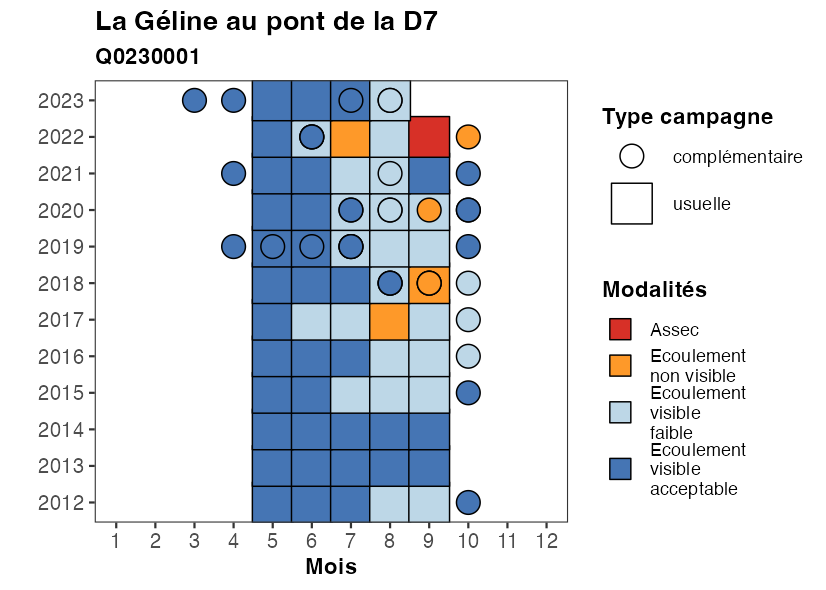 La Géline au pont de la D7
Q0230001
2023
2022
2021
2020
2019
2018
2017
2016
2015
2014
2013
2012
1 2 3 4 5 6 7 8 9 10 11 12
Mois
Type campagne
complémentaire
usuelle
Modalités
Assec
Ecoulement
non visible
Ecoulement
visible
faible
Ecoulement
visible
acceptable